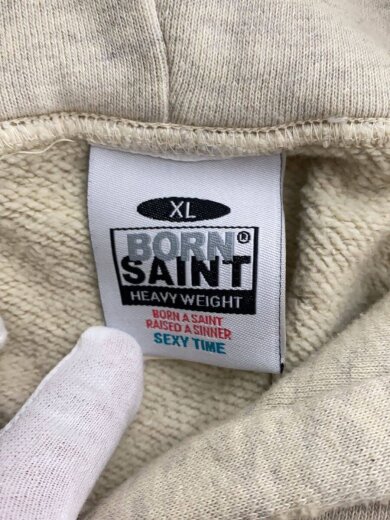 XL
BORN®
SAINT
HEAVY WEIGHT
BORN A SAINT
RAISED A SINNER
SEXY TIME